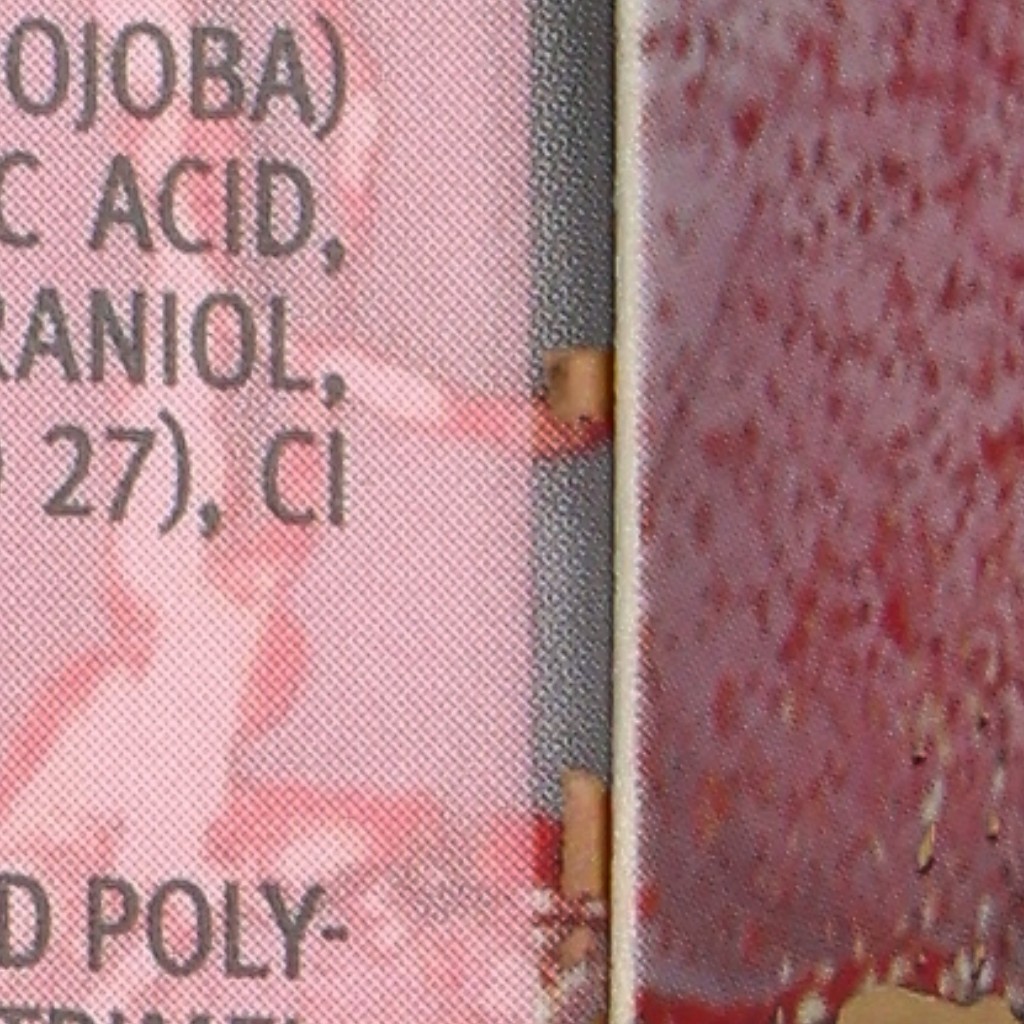 OJOBA)
C ACID,
RANIOL,
27), CI
D POLY-